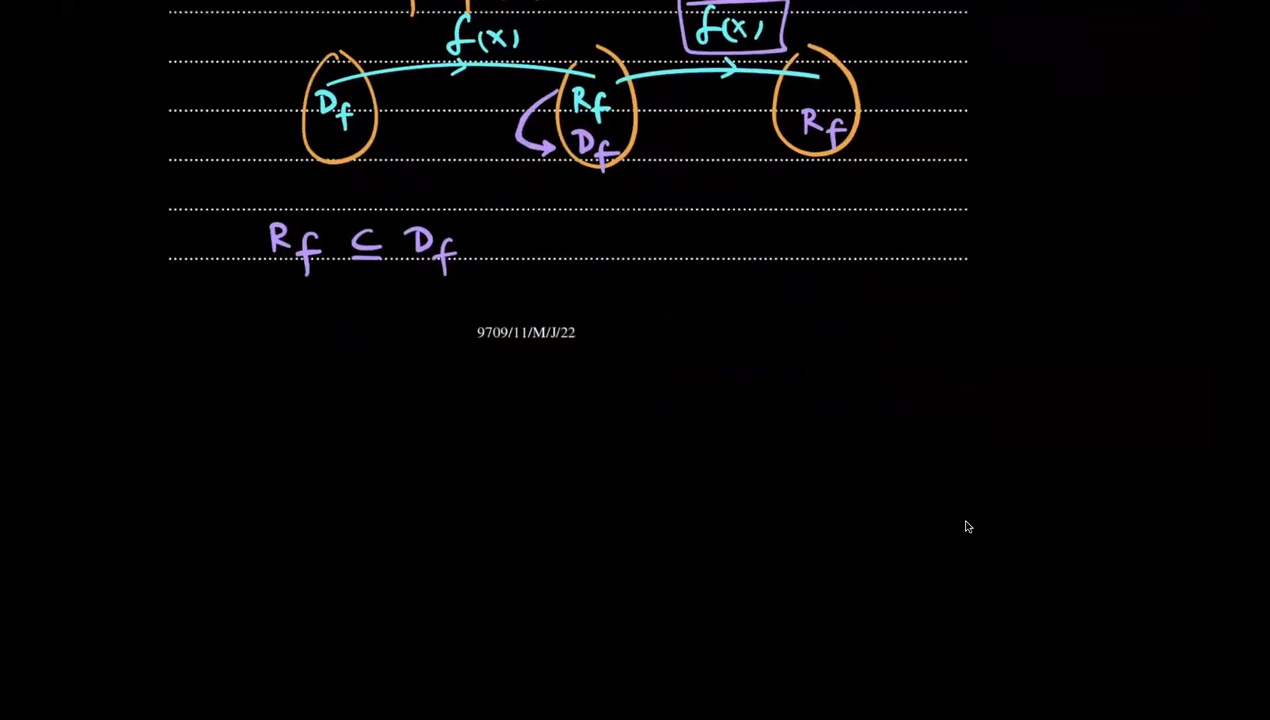 f(x) f(x)
Df Rf Rf
Df
Rf ⊆ Df
9709/11/M/J/22